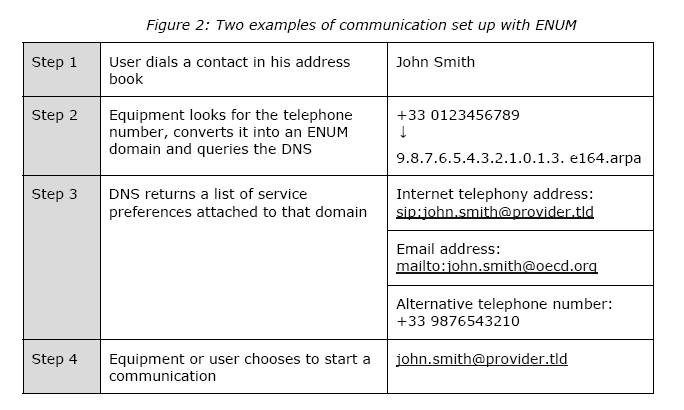 Figure 2: Two examples of communication set up with ENUM
Step 1
User dials a contact in his address
book
John Smith
Step 2
Equipment looks for the telephone
number, converts it into an ENUM
domain and queries the DNS
+33 0123456789
↓
9.8.7.6.5.4.3.2.1.0.1.3. e164.arpa
Step 3
DNS returns a list of service
preferences attached to that domain
Internet telephony address:
sip:john.smith@provider.tld
Email address:
mailto:john.smith@oecd.org
Alternative telephone number:
+33 9876543210
Step 4
Equipment or user chooses to start a
communication
john.smith@provider.tld